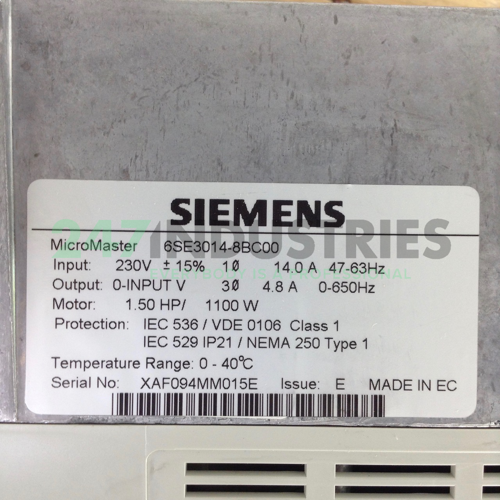 SIEMENS
247INDUSTRIES
MicroMaster 6SE3014-8BC00
Input: 230V ±15% 1Ø 14.0 A 47-63Hz
Output: 0-INPUT V 3Ø 4.8 A 0-650Hz
Motor: 1.50 HP/ 1100 W
Protection: IEC 536 / VDE 0106 Class 1
IEC 529 IP21 / NEMA 250 Type 1
Temperature Range: 0 - 40°C
Serial No: XAF094MM015E Issue: E MADE IN EC